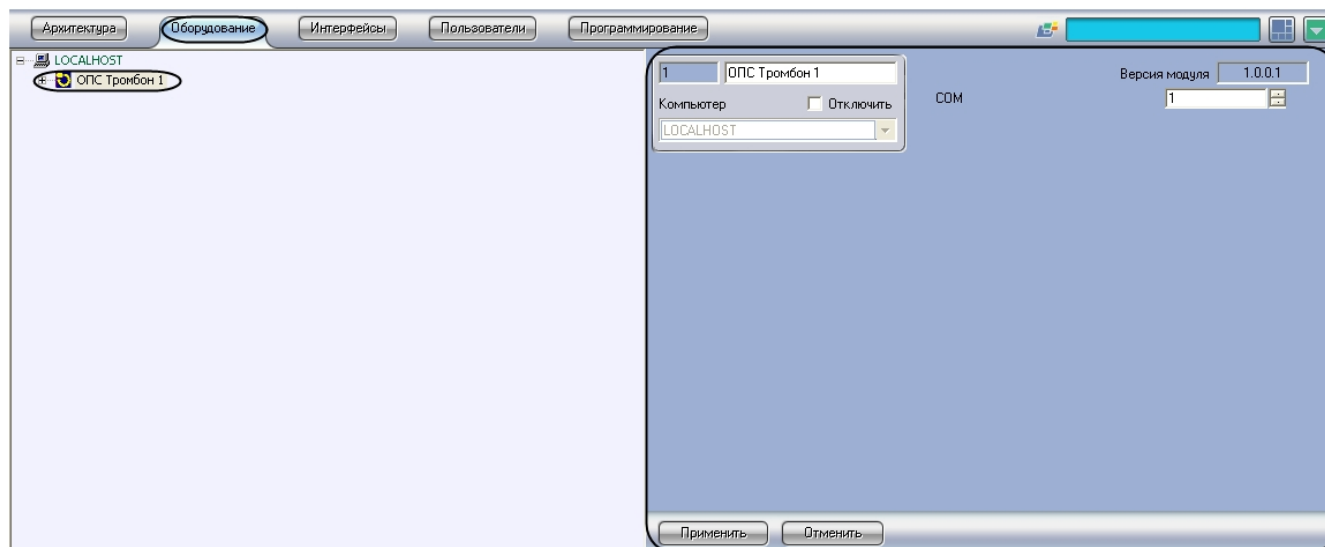 Архитектура Оборудование Интерфейсы Пользователи Программирование
LOCALHOST
ОПС Тромбон 1
1 ОПС Тромбон 1 Версия модуля 1.0.0.1
Компьютер Отключить COM 1
LOCALHOST
Применить Отменить